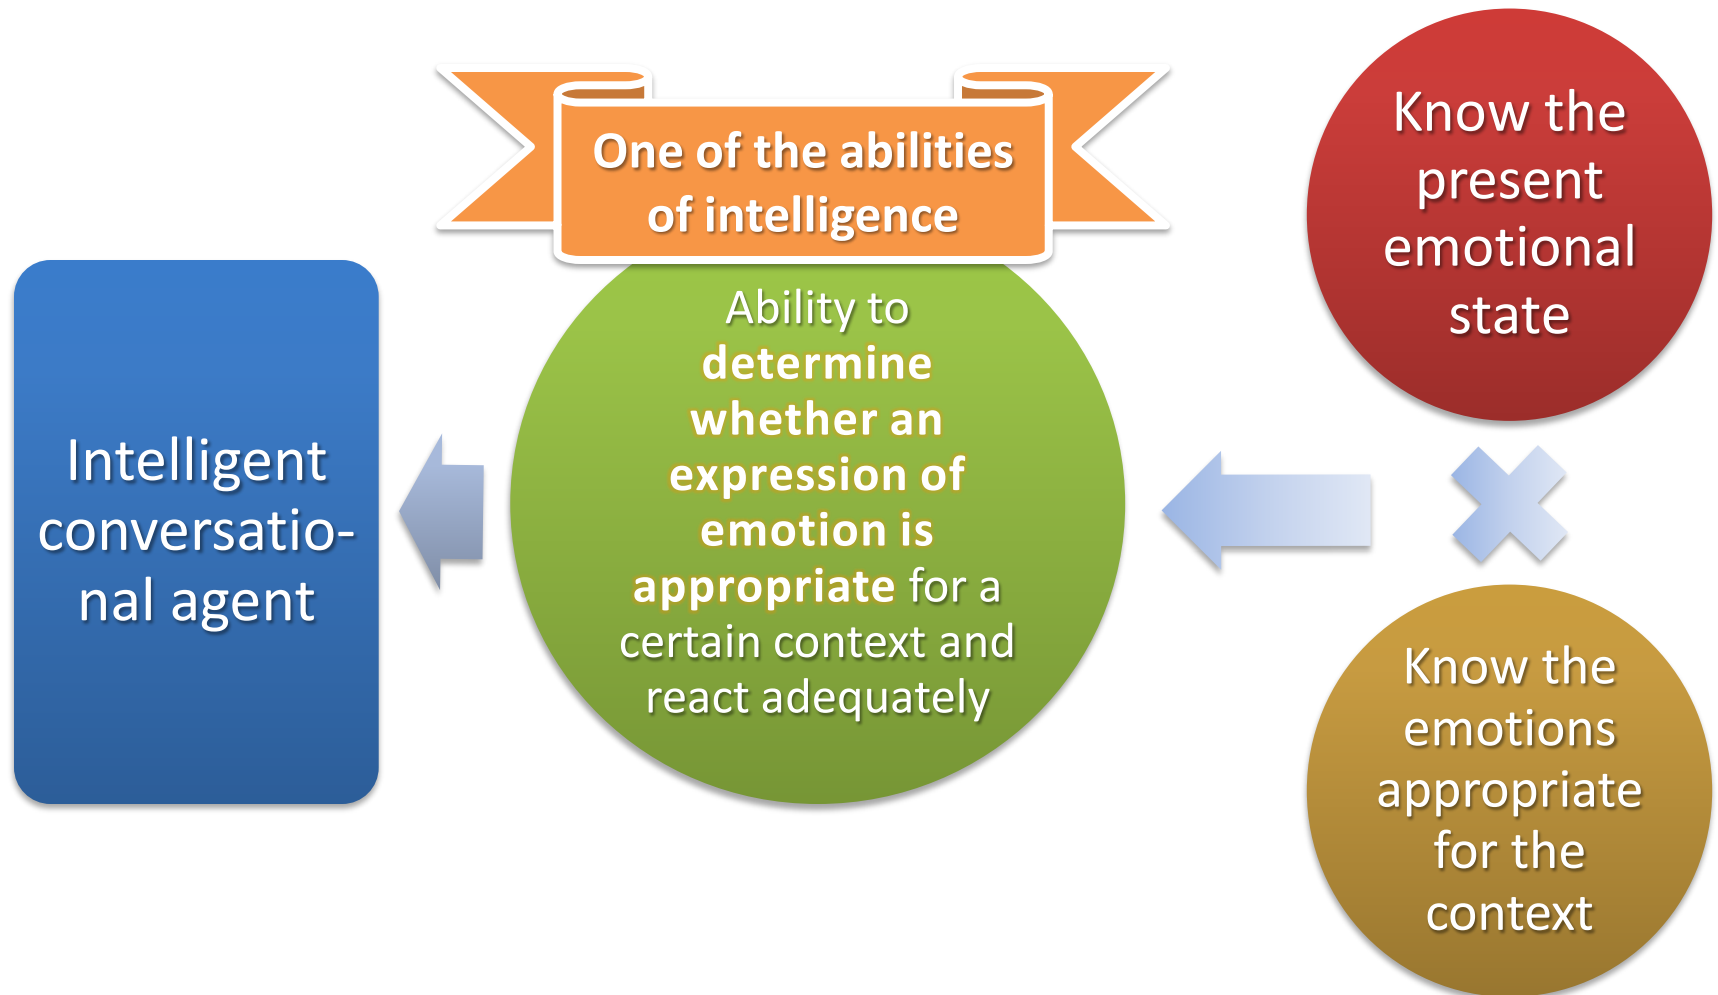 One of the abilities
of intelligence
Intelligent
conversatio-
nal agent
Ability to
determine
whether an
expression of
emotion is
appropriate for a
certain context and
react adequately
Know the
present
emotional
state
Know the
emotions
appropriate
for the
context